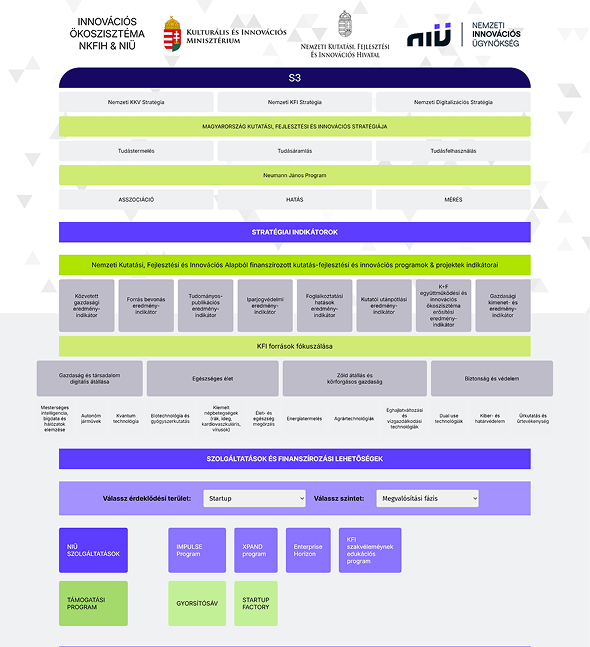 INNOVÁCIÓS
ÖKOSZISZTÉMA
NKFIH & NIÜ
KULTURÁLIS ÉS INNOVÁCIÓS
MINISZTÉRIUM
NEMZETI KUTATÁSI, FEJLESZTÉSI
ÉS INNOVÁCIÓS HIVATAL
NIÜ
NEMZETI
INNOVÁCIÓS
ÜGYNÖKSÉG
S3
Nemzeti KKV Stratégia
Nemzeti KFI Stratégia
Nemzeti Digitalizációs Stratégia
MAGYARORSZÁG KUTATÁSI, FEJLESZTÉSI ÉS INNOVÁCIÓS STRATÉGIÁJA
Tudástermelés
Tudásáramlás
Tudásfelhasználás
Neumann János Program
ASSZOCIÁCIÓ
HATÁS
MÉRÉS
STRATÉGIAI INDIKÁTOROK
Nemzeti Kutatási, Fejlesztési és Innovációs Alapból finanszírozott kutatás-fejlesztési és innovációs programok & projektek indikátorai
Közvetett
gazdasági
eredmény-
indikátor
Forrás bevonás
eredmény-
indikátor
Tudományos-
publikációs
eredmény-
indikátor
Iparjogvédelmi
eredmény-
indikátor
Foglalkoztatási
hatások
eredmény-
indikátor
Kutatói utánpótlási
eredmény-
indikátor
K+F
együttműködési és
innovációs
ökoszisztéma
erősítési
eredmény-
indikátor
Gazdasági
kimenet- és
eredmény-
indikátor
KFI források fókuszálása
Gazdaság és társadalom
digitális átállása
Egészséges élet
Zöld átállás és
körforgásos gazdaság
Biztonság és védelem
Mesterséges
intelligencia,
bigdata és
hálózatok
elemzése
Autonóm
járművek
Kvantum
technológia
Biotechnológia és
gyógyszerkutatás
Kiemelt
népbetegségek
(rák, ideg,
kardiovaszkuláris,
vírusok)
Élet- és
egészség
megőrzés
Energiatermelés
Agrártechnológiák
Éghajlatváltozási
és
vízgazdálkodási
technológiák
Dual use
technológiák
Kiber- és
határvédelem
Űrkutatás és
űrtevékenység
SZOLGÁLTATÁSOK ÉS FINANSZÍROZÁSI LEHETŐSÉGEK
Válassz érdeklődési terület:
Startup
Válassz szintet:
Megvalósítási fázis
NIÜ
SZOLGÁLTATÁSOK
IMPULSE
Program
XPAND
program
Enterprise
Horizon
KFI
szakvéleménynek
edukációs
program
TÁMOGATÁSI
PROGRAM
GYORSÍTÓSÁV
STARTUP
FACTORY